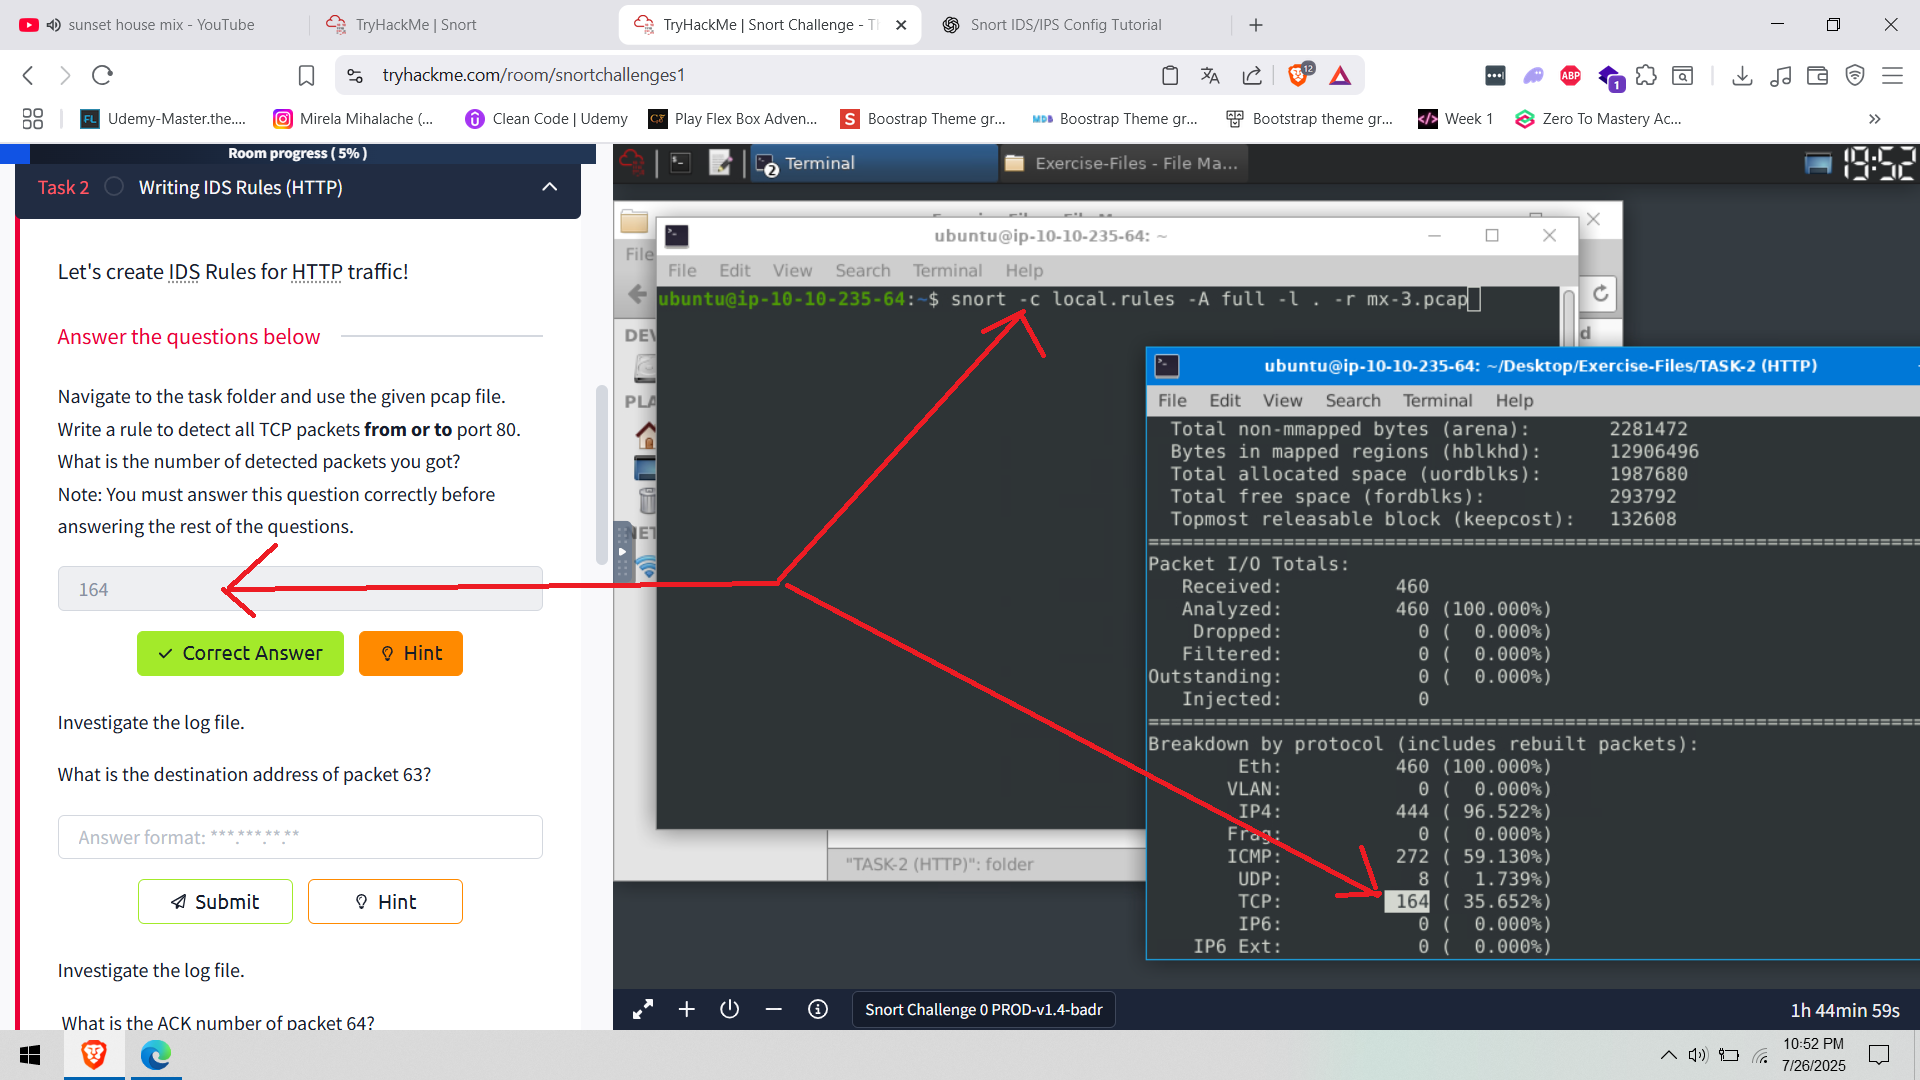 sunset house mix - YouTube
TryHackMe | Snort
TryHackMe | Snort Challenge - Th
Snort IDS/IPS Config Tutorial
tryhackme.com/room/snortchallenges1
12
ABP
1
Udemy-Master.the....
Mirela Mihalache (...
Clean Code | Udemy
Play Flex Box Adven...
Boostrap Theme gr...
Boostrap Theme gr...
Bootstrap theme gr...
Week 1
Zero To Mastery Ac...
Room progress ( 5% )
Task 2
Writing IDS Rules (HTTP)
Let's create IDS Rules for HTTP traffic!
Answer the questions below
Navigate to the task folder and use the given pcap file.
Write a rule to detect all TCP packets from or to port 80.
What is the number of detected packets you got?
Note: You must answer this question correctly before
answering the rest of the questions.
164
Correct Answer
Hint
Investigate the log file.
What is the destination address of packet 63?
Answer format: ***.***.**.**
Submit
Hint
Investigate the log file.
What is the ACK number of packet 64?
2
Terminal
Exercise-Files - File Ma...
19:52
File
DEV
ubuntu@ip-10-10-235-64: ~
File Edit View Search Terminal Help
ubuntu@ip-10-10-235-64:~$ snort -c local.rules -A full -l . -r mx-3.pcap
"TASK-2 (HTTP)": folder
ubuntu@ip-10-10-235-64: ~/Desktop/Exercise-Files/TASK-2 (HTTP)
File Edit View Search Terminal Help
Total non-mmapped bytes (arena): 2281472
Bytes in mapped regions (hblkhd): 12906496
Total allocated space (uordblks): 1987680
Total free space (fordblks): 293792
Topmost releasable block (keepcost): 132608
===============================================================================
Packet I/O Totals:
Received: 460
Analyzed: 460 (100.000%)
Dropped: 0 ( 0.000%)
Filtered: 0 ( 0.000%)
Outstanding: 0 ( 0.000%)
Injected: 0
===============================================================================
Breakdown by protocol (includes rebuilt packets):
Eth: 460 (100.000%)
VLAN: 0 ( 0.000%)
IP4: 444 ( 96.522%)
Frag: 0 ( 0.000%)
ICMP: 272 ( 59.130%)
UDP: 8 ( 1.739%)
TCP: 164 ( 35.652%)
IP6: 0 ( 0.000%)
IP6 Ext: 0 ( 0.000%)
Snort Challenge 0 PROD-v1.4-badr
1h 44min 59s
10:52 PM
7/26/2025